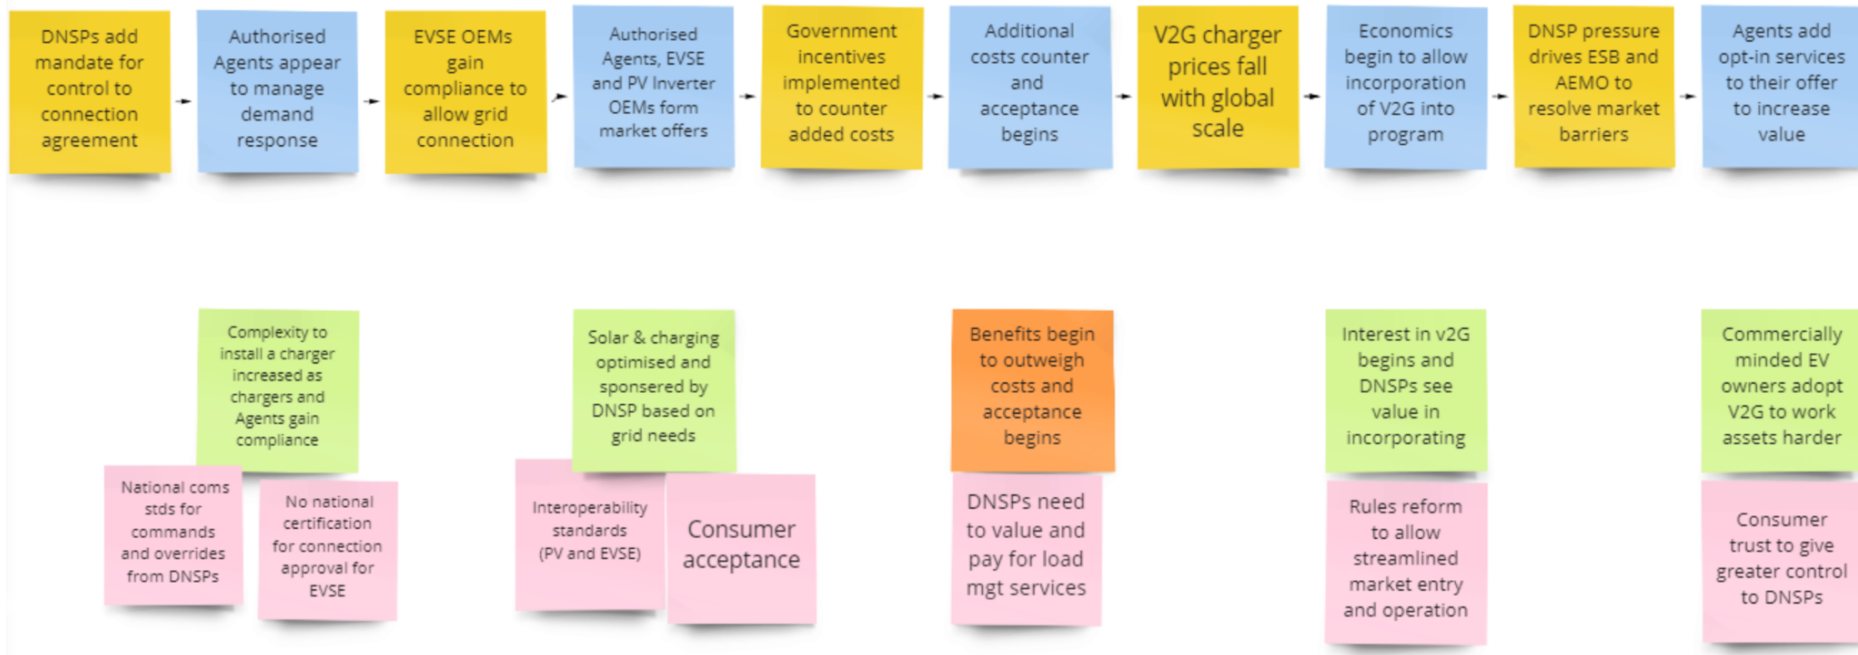 DNSPs add
mandate for
control to
connection
agreement
Authorised
Agents appear
to manage
demand
response
EVSE OEMs
gain
compliance to
allow grid
connection
Authorised
Agents, EVSE
and PV Inverter
OEMs form
market offers
Government
incentives
implemented
to counter
added costs
Additional
costs counter
and
acceptance
begins
V2G charger
prices fall
with global
scale
Economics
begin to allow
incorporation
of V2G into
program
DNSP pressure
drives ESB and
AEMO to
resolve market
barriers
Agents add
opt-in services
to their offer
to increase
value
Complexity to
install a charger
increased as
chargers and
Agents gain
compliance
Solar & charging
optimised and
sponsered by
DNSP based on
grid needs
Benefits begin
to outweigh
costs and
acceptance
begins
Interest in v2G
begins and
DNSPs see
value in
incorporating
Commercially
minded EV
owners adopt
V2G to work
assets harder
National coms
stds for
commands
and overrides
from DNSPs
No national
certification
for connection
approval for
EVSE
Interoperability
standards
(PV and EVSE)
Consumer
acceptance
DNSPs need
to value and
pay for load
mgt services
Rules reform
to allow
streamlined
market entry
and operation
Consumer
trust to give
greater control
to DNSPs